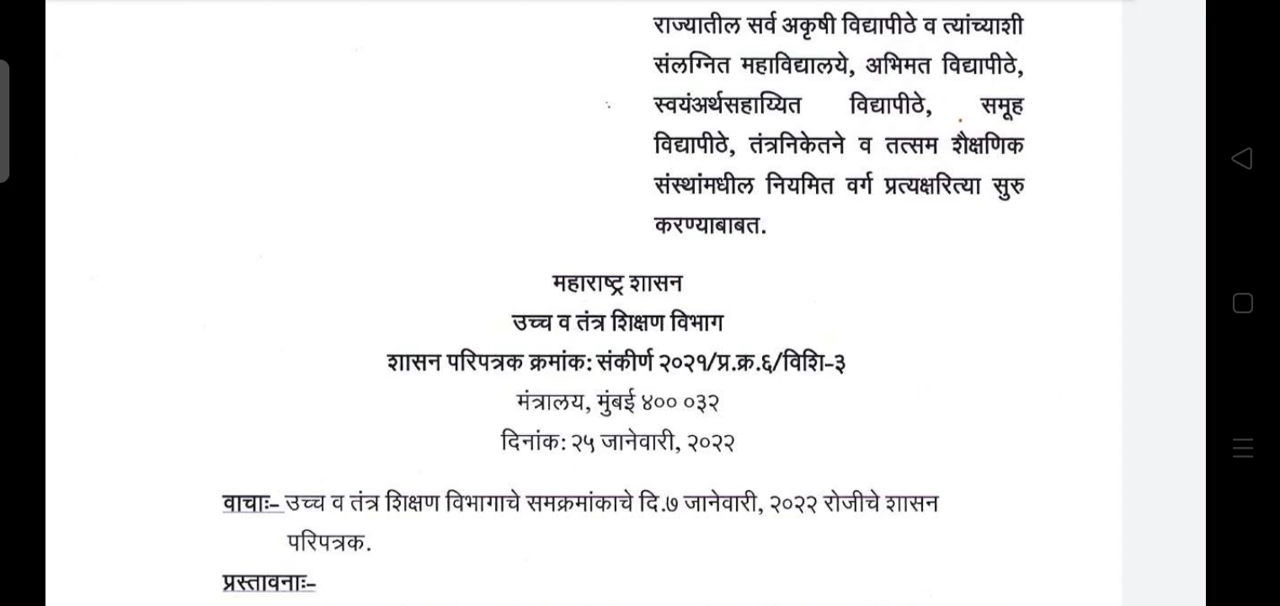 राज्यातील सर्व अकृषी विद्यापीठे व त्यांच्याशी
संलग्नित महाविद्यालये, अभिमत विद्यापीठे,
स्वयंअर्थसहाय्यित विद्यापीठे, समूह
विद्यापीठे, तंत्रनिकेतने व तत्सम शैक्षणिक
संस्थांमधील नियमित वर्ग प्रत्यक्षरित्या सुरु
करण्याबाबत.
महाराष्ट्र शासन
उच्च व तंत्र शिक्षण विभाग
शासन परिपत्रक क्रमांक: संकीर्ण २०२१/प्र.क्र.६/विशि-३
मंत्रालय, मुंबई ४०० ०३२
दिनांक: २५ जानेवारी, २०२२
वाचाः- उच्च व तंत्र शिक्षण विभागाचे समक्रमांकाचे दि.७ जानेवारी, २०२२ रोजीचे शासन
परिपत्रक.
प्रस्तावनाः-